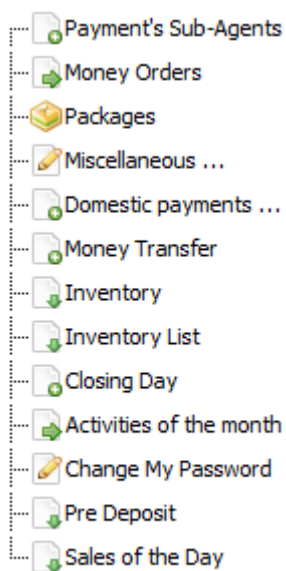 Payment's Sub-Agents
Money Orders
Packages
Miscellaneous ...
Domestic payments ...
Money Transfer
Inventory
Inventory List
Closing Day
Activities of the month
Change My Password
Pre Deposit
Sales of the Day